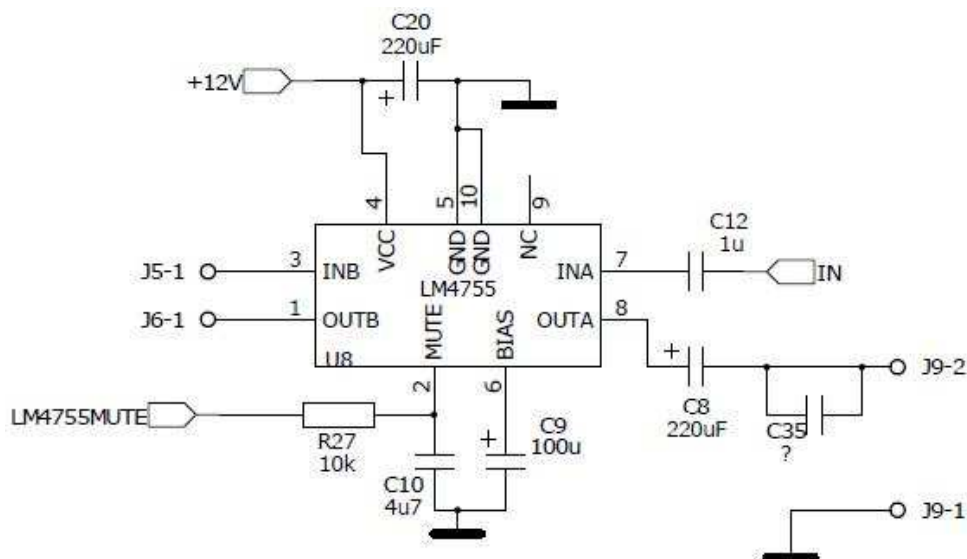 C20
220uF
+12V
+
4
5
10
9
VCC
GND
GND
NC
C12
1u
J5-1
3
INB
INA
7
IN
LM4755
J6-1
1
OUTB
MUTE
BIAS
OUTA
8
U8
2
6
+
C8
220uF
J9-2
C35
?
LM4755MUTE
R27
10k
+
C9
100u
C10
4u7
J9-1